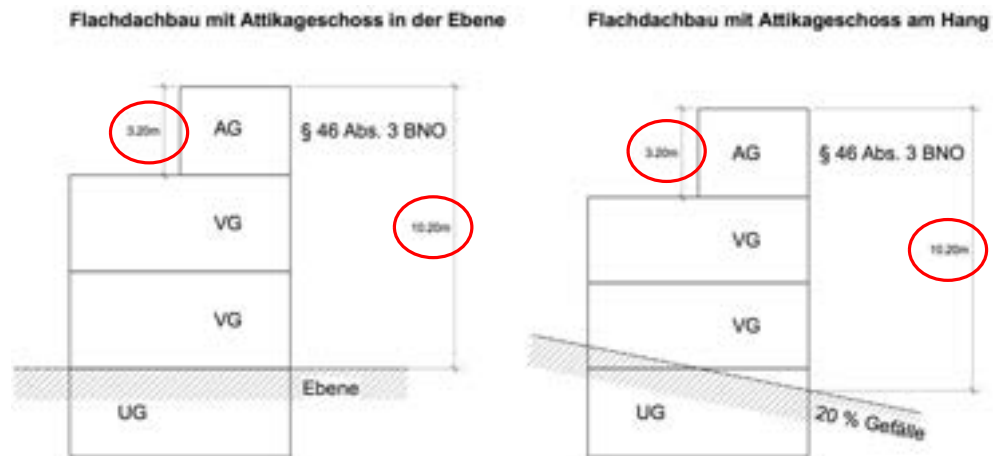 Flachdachbau mit Attikageschoss in der Ebene
3.20m
AG
§ 46 Abs. 3 BNO
VG
10.20m
VG
Ebene
UG
Flachdachbau mit Attikageschoss am Hang
3.20m
AG
§ 46 Abs. 3 BNO
VG
10.20m
VG
UG
20 % Gefälle